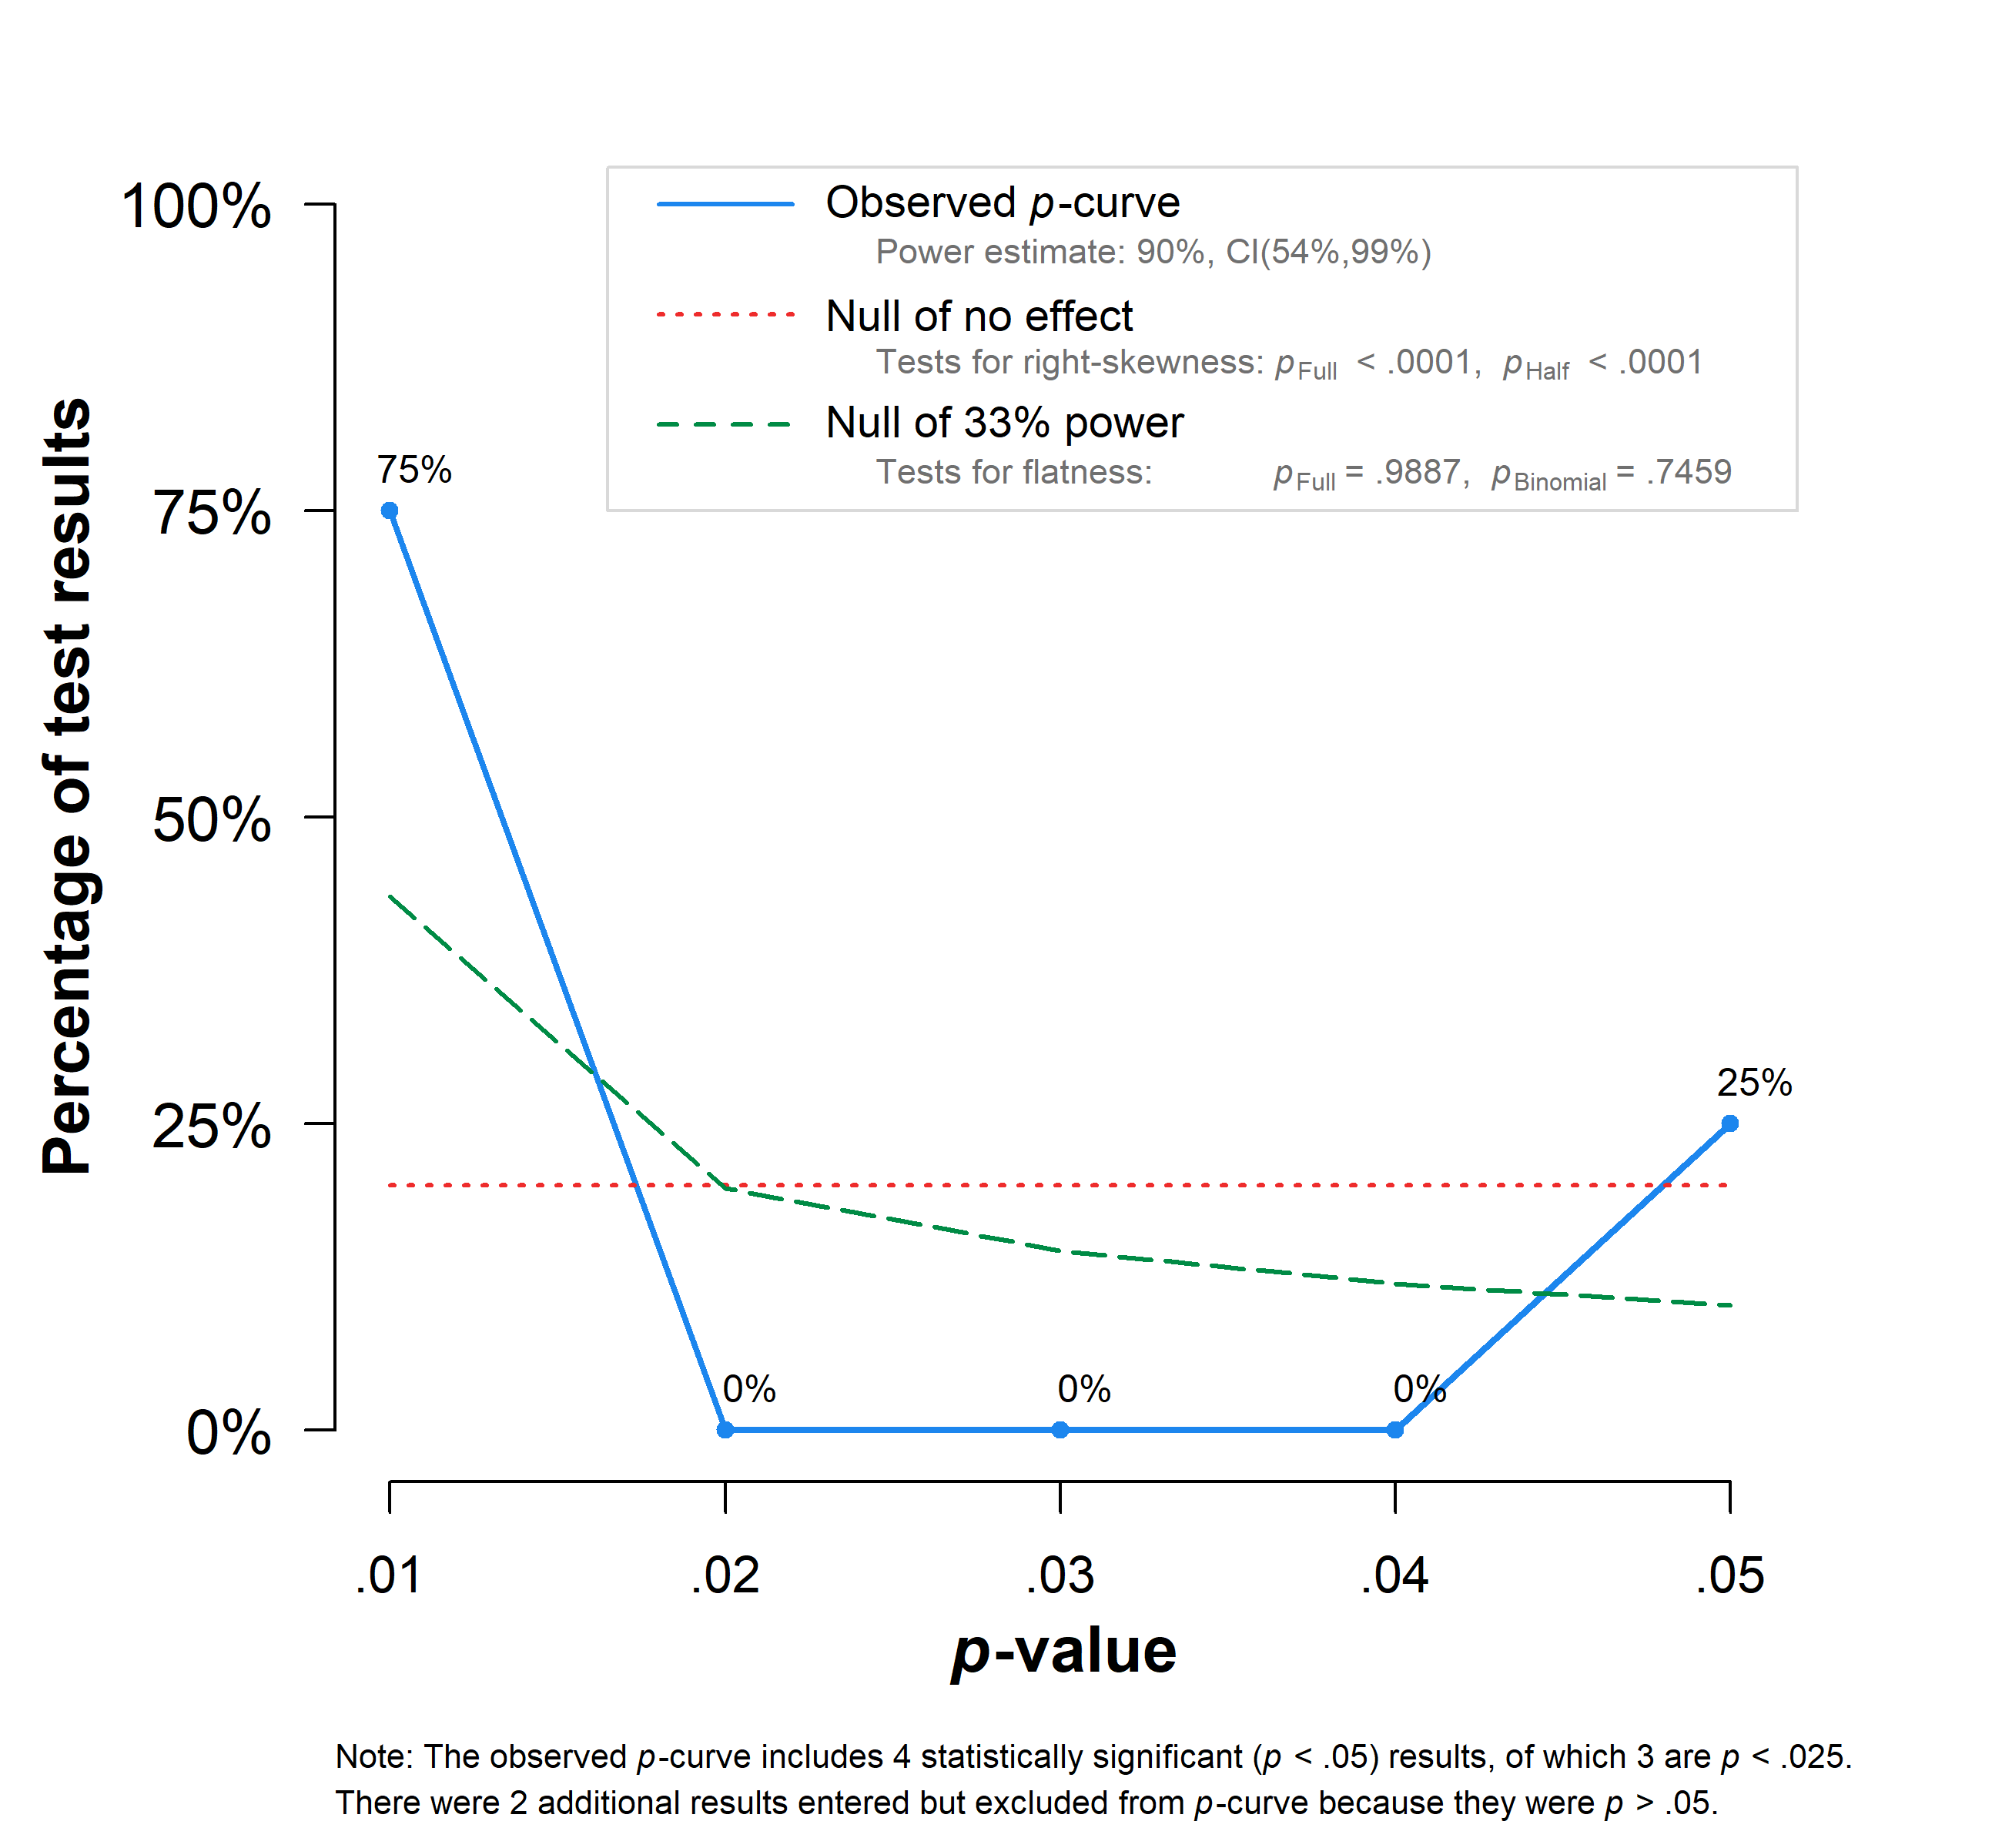 Observed p-curve
Power estimate: 90%, CI(54%,99%)
Null of no effect
Tests for right-skewness: pFull < .0001, pHalf < .0001
Null of 33% power
Tests for flatness: pFull = .9887, pBinomial = .7459
Percentage of test results
100%
75%
50%
25%
0%
75%
0%
0%
0%
25%
.01
.02
.03
.04
.05
p-value
Note: The observed p-curve includes 4 statistically significant (p < .05) results, of which 3 are p < .025.
There were 2 additional results entered but excluded from p-curve because they were p > .05.